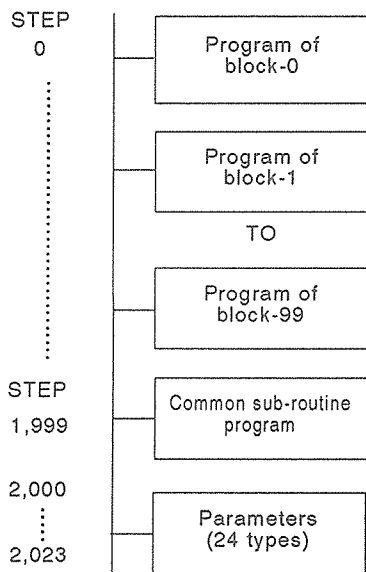 STEP
0
Program of
block-0
Program of
block-1
TO
Program of
block-99
STEP
1,999
Common sub-routine
program
2,000
2,023
Parameters
(24 types)